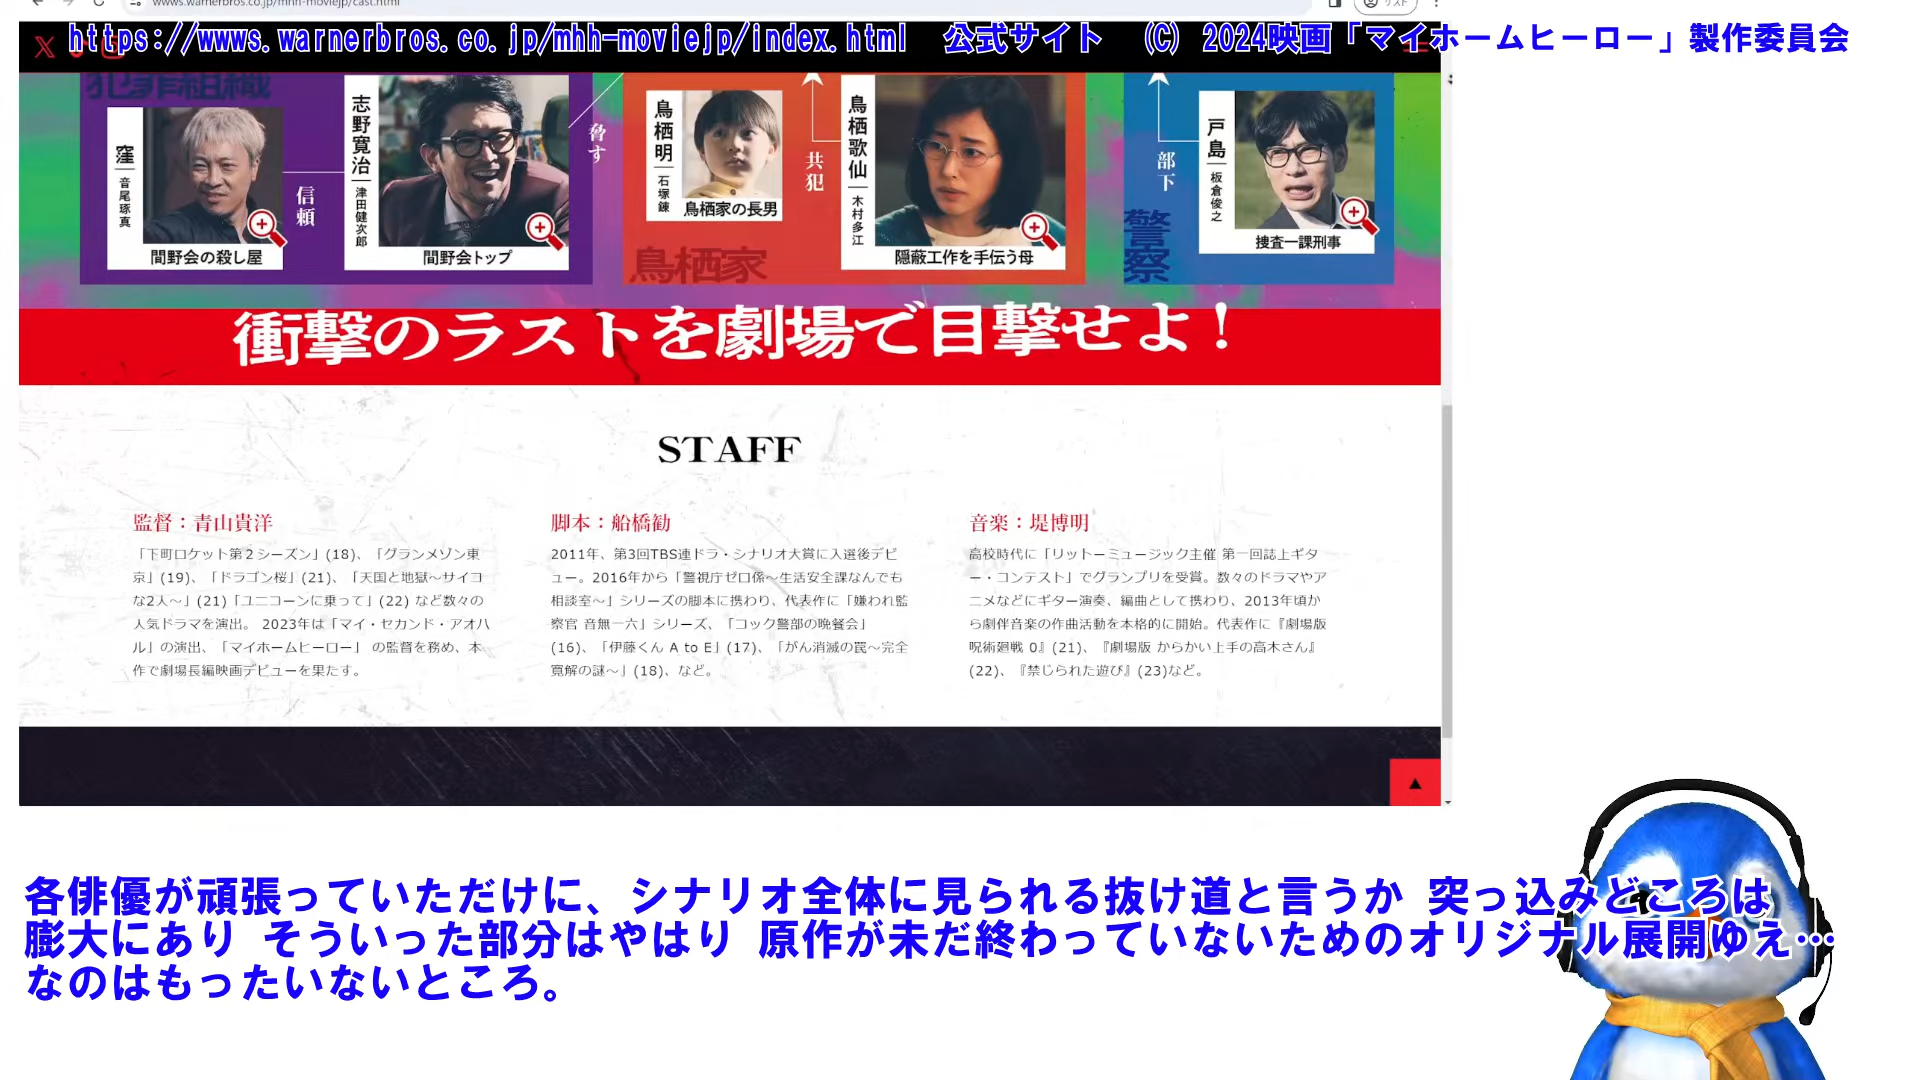 wwws.warnerbros.co.jp/mhh-moviejp/cast.html
https://wwws.warnerbros.co.jp/mhh-moviejp/index.html 公式サイト (C) 2024映画「マイホームヒーロー」製作委員会
犯罪組織
窪
音尾琢真
間野会の殺し屋
信頼
志野寛治
津田健次郎
間野会トップ
脅す
鳥栖明
石塚錬
鳥栖家の長男
鳥栖家
共犯
鳥栖歌仙
木村多江
隠蔽工作を手伝う母
部下
警察
戸島
板倉俊之
捜査一課刑事
衝撃のラストを劇場で目撃せよ!
STAFF
監督:青山貴洋
「下町ロケット第2シーズン」(18)、「グランメゾン東
京」(19)、「ドラゴン桜」(21)、「天国と地獄~サイコ
な2人~」(21)「ユニコーンに乗って」(22) など数々の
人気ドラマを演出。 2023年は「マイ・セカンド・アオハ
ル」の演出、「マイホームヒーロー」 の監督を務め、本
作で劇場長編映画デビューを果たす。
脚本:船橋勧
2011年、第3回TBS連ドラ・シナリオ大賞に入選後デビ
ュー。2016年から「警視庁ゼロ係~生活安全課なんでも
相談室~」シリーズの脚本に携わり、代表作に「嫌われ監
察官 音無一六」シリーズ、「コック警部の晩餐会」
(16)、「伊藤くん A to E」(17)、「がん消滅の罠~完全
寛解の謎~」(18)、など。
音楽:堤博明
高校時代に「リットーミュージック主催 第一回誌上ギタ
ー・コンテスト」でグランプリを受賞。数々のドラマやア
ニメなどにギター演奏、編曲として携わり、2013年頃か
ら劇伴音楽の作曲活動を本格的に開始。代表作に『劇場版
呪術廻戦 0』(21)、『劇場版 からかい上手の高木さん』
(22)、『禁じられた遊び』(23)など。
▲
各俳優が頑張っていただけに、シナリオ全体に見られる抜け道と言うか 突っ込みどころは
膨大にあり そういった部分はやはり 原作が未だ終わっていないためのオリジナル展開ゆえ…
なのはもったいないところ。